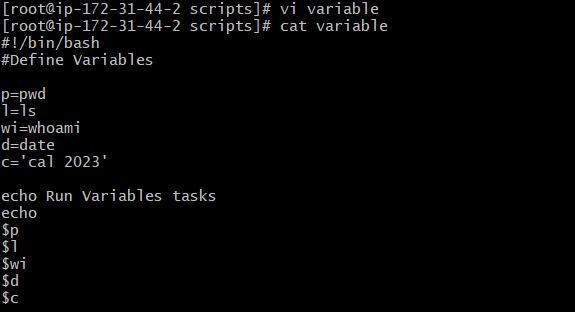 [root@ip-172-31-44-2 scripts]# vi variable
[root@ip-172-31-44-2 scripts]# cat variable
#!/bin/bash
#Define Variables

p=pwd
l=ls
wi=whoami
d=date
c='cal 2023'

echo Run Variables tasks
echo
$p
$l
$wi
$d
$c